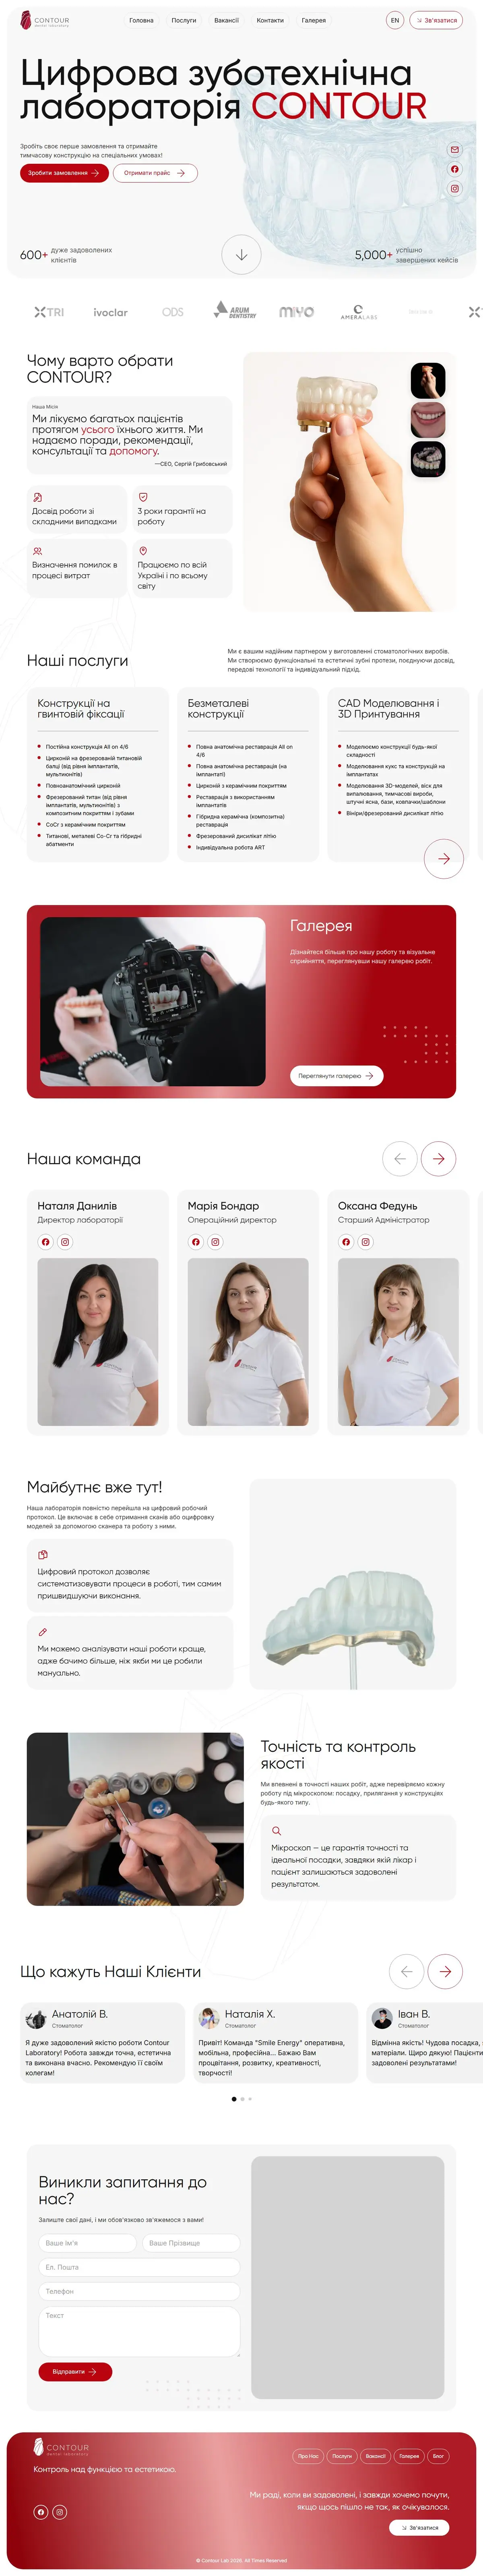 CONTOUR
dental laboratory
Головна
Послуги
Вакансії
Контакти
Галерея
EN
Зв'язатися
Цифрова зуботехнічна
лабораторія CONTOUR
Зробіть своє перше замовлення та отримайте
тимчасову конструкцію на спеціальних умовах!
Зробити замовлення
Отримати прайс
600+ дуже задоволених
клієнтів
5,000+ успішно
завершених кейсів
TRI
ivoclar
ODS
ARUM
DENTISTRY
MIYO
AMERALABS
TRI
Чому варто обрати
CONTOUR?
Наша Місія
Ми лікуємо багатьох пацієнтів
протягом усього їхнього життя. Ми
надаємо поради, рекомендації,
консультації та допомогу.
—CEO, Сергій Грибовський
Досвід роботи зі
складними випадками
3 роки гарантії на
роботу
Визначення помилок в
процесі витрат
Працюємо по всій
Україні і по всьому
світу
Наші послуги
Ми є вашим надійним партнером у виготовленні стоматологічних виробів.
Ми створюємо функціональні та естетичні зубні протези, поєднуючи досвід,
передові технології та індивідуальний підхід.
Конструкції на
гвинтовій фіксації
Постійна конструкція All on 4/6
Цирконій на фрезерованій титановій
балці (від рівня імплантатів,
мультиюнітів)
Повноанатомічний цирконій
Фрезерований титан (від рівня
імплантатів, мультиюнітів) з
композитним покриттям і зубами
CoCr з керамічним покриттям
Титанові, металеві Co-Cr та гібридні
абатменти
Безметалеві
конструкції
Повна анатомічна реставрація All on
4/6
Повна анатомічна реставрація (на
імплантаті)
Цирконій з керамічним покриттям
Реставрація з використанням
імплантатів
Гібридна керамічна (композитна)
реставрація
Фрезерований дисилікат літію
Індивідуальна робота ART
CAD Моделювання і
3D Принтування
Моделюємо конструкції будь-якої
складності
Моделювання кукс та конструкцій на
імплантатах
Моделювання 3D-моделей, віск для
випалювання, тимчасові вироби,
штучні ясна, бази, ковпачки/шаблони
Вініри/фрезерований дисилікат літію
Галерея
Дізнайтеся більше про нашу роботу та візуальне
сприйняття, переглянувши нашу галерею робіт.
Переглянути галерею
Наша команда
Наталя Данилів
Директор лабораторії
Марія Бондар
Операційний директор
Оксана Федунь
Старший Адміністратор
Майбутнє вже тут!
Наша лабораторія повністю перейшла на цифровий робочий
протокол. Це включає в себе отримання сканів або оцифровку
моделей за допомогою сканера та роботу з ними.
Цифровий протокол дозволяє
систематизовувати процеси в роботі, тим самим
пришвидшуючи виконання.
Ми можемо аналізувати наші роботи краще,
адже бачимо більше, ніж якби ми це робили
мануально.
Точність та контроль
якості
Ми впевнені в точності наших робіт, адже перевіряємо кожну
роботу під мікроскопом: посадку, прилягання у конструкціях
будь-якого типу.
Мікроскоп — це гарантія точності та
ідеальної посадки, завдяки якій лікар і
пацієнт залишаються задоволені
результатом.
Що кажуть Наші Клієнти
Анатолій В.
Стоматолог
Я дуже задоволений якістю роботи Contour
Laboratory! Робота завжди точна, естетична
та виконана вчасно. Рекомендую її своїм
колегам!
Наталія Х.
Стоматолог
Привіт! Команда "Smile Energy" оперативна,
мобільна, професійна... Бажаю Вам
процвітання, розвитку, креативності,
творчості!
Іван В.
Стоматолог
Відмінна якість! Чудова посадка,
матеріали. Щиро дякую! Пацієнти
задоволені результатами!
Виникли запитання до
нас?
Залиште свої дані, і ми обов'язково зв'яжемося з вами!
Ваше ім'я
Ваше Прізвище
Ел. Пошта
Телефон
Текст
Відправити
CONTOUR
dental laboratory
Контроль над функцією та естетикою.
Про Нас
Послуги
Вакансії
Галерея
Блог
Ми раді, коли ви задоволені, і завжди хочемо почути,
якщо щось пішло не так, як очікувалося.
Зв'язатися
© Contour Lab 2026. All Times Reserved